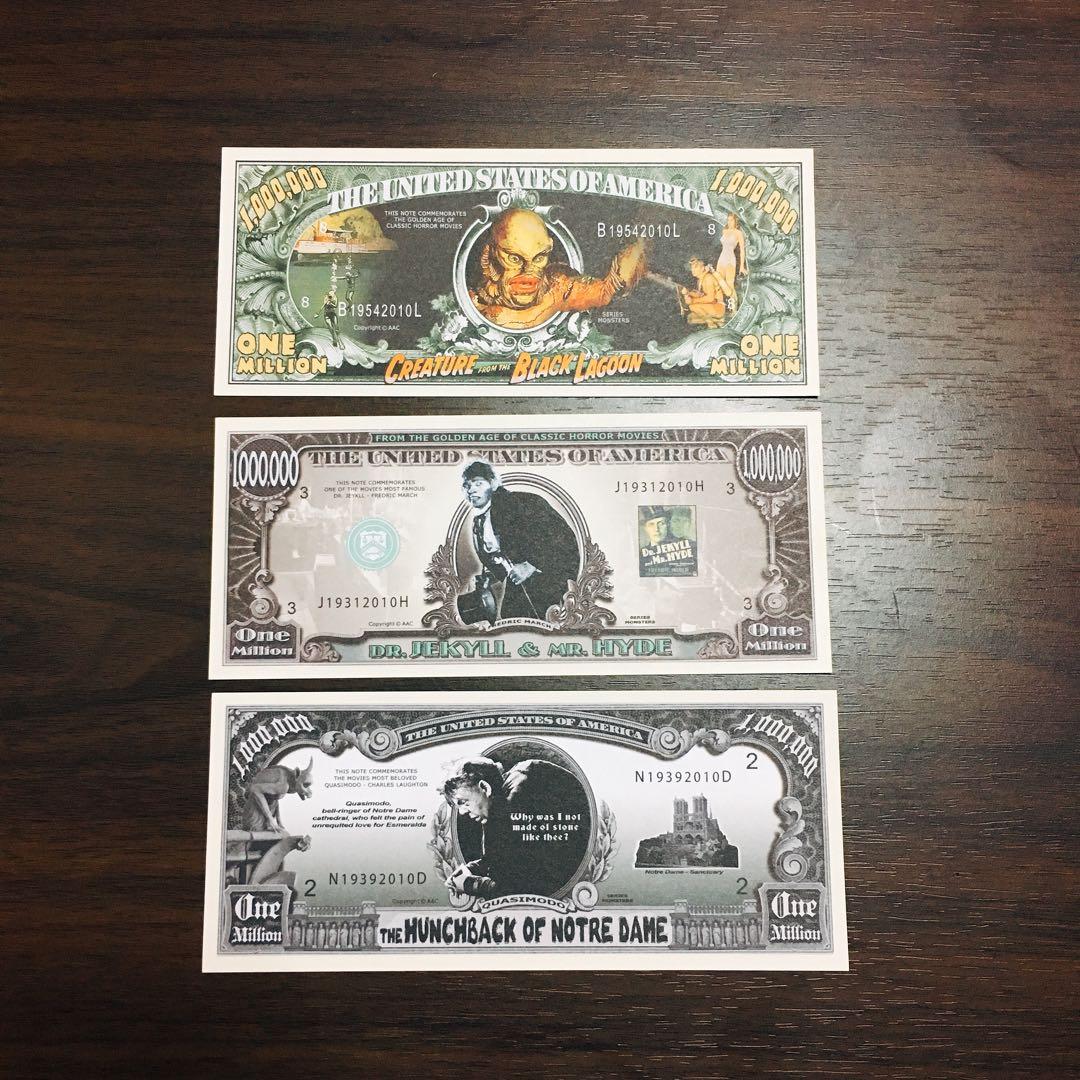 1,000,000
THE UNITED STATES OF AMERICA
1,000,000
THIS NOTE COMMEMORATES
THE GOLDEN AGE OF
CLASSIC HORROR MOVIES
B19542010L
8
8
8
B19542010L
Copyright © AAC
SERIES
MONSTERS
ONE
MILLION
CREATURE FROM THE BLACK LAGOON
ONE
MILLION
FROM THE GOLDEN AGE OF CLASSIC HORROR MOVIES
1,000,000
THE UNITED STATES OF AMERICA
1,000,000
THIS NOTE COMMEMORATES
ONE OF THE MOVIES MOST FAMOUS
DR. JEKYLL - FREDRIC MARCH
3
J19312010H
3
DR. JEKYLL
AND MR. HYDE
FREDRIC MARCH
3
J19312010H
3
Copyright © AAC
FREDRIC MARCH
SERIES
MONSTERS
One
Million
DR. JEKYLL & MR. HYDE
One
Million
1,000,000
THE UNITED STATES OF AMERICA
1,000,000
THIS NOTE COMMEMORATES
THE MOVIES MOST BELOVED
QUASIMODO - CHARLES LAUGHTON
N19392010D
2
Quasimodo,
bell-ringer of Notre Dame
cathedral, who felt the pain of
unrequited love for Esmeralda
Why was I not
made of stone
like thee?
Notre Dame - Sanctuary
2
N19392010D
2
Copyright © AAC
QUASIMODO
SERIES
MONSTERS
One
Million
THE HUNCHBACK OF NOTRE DAME
One
Million